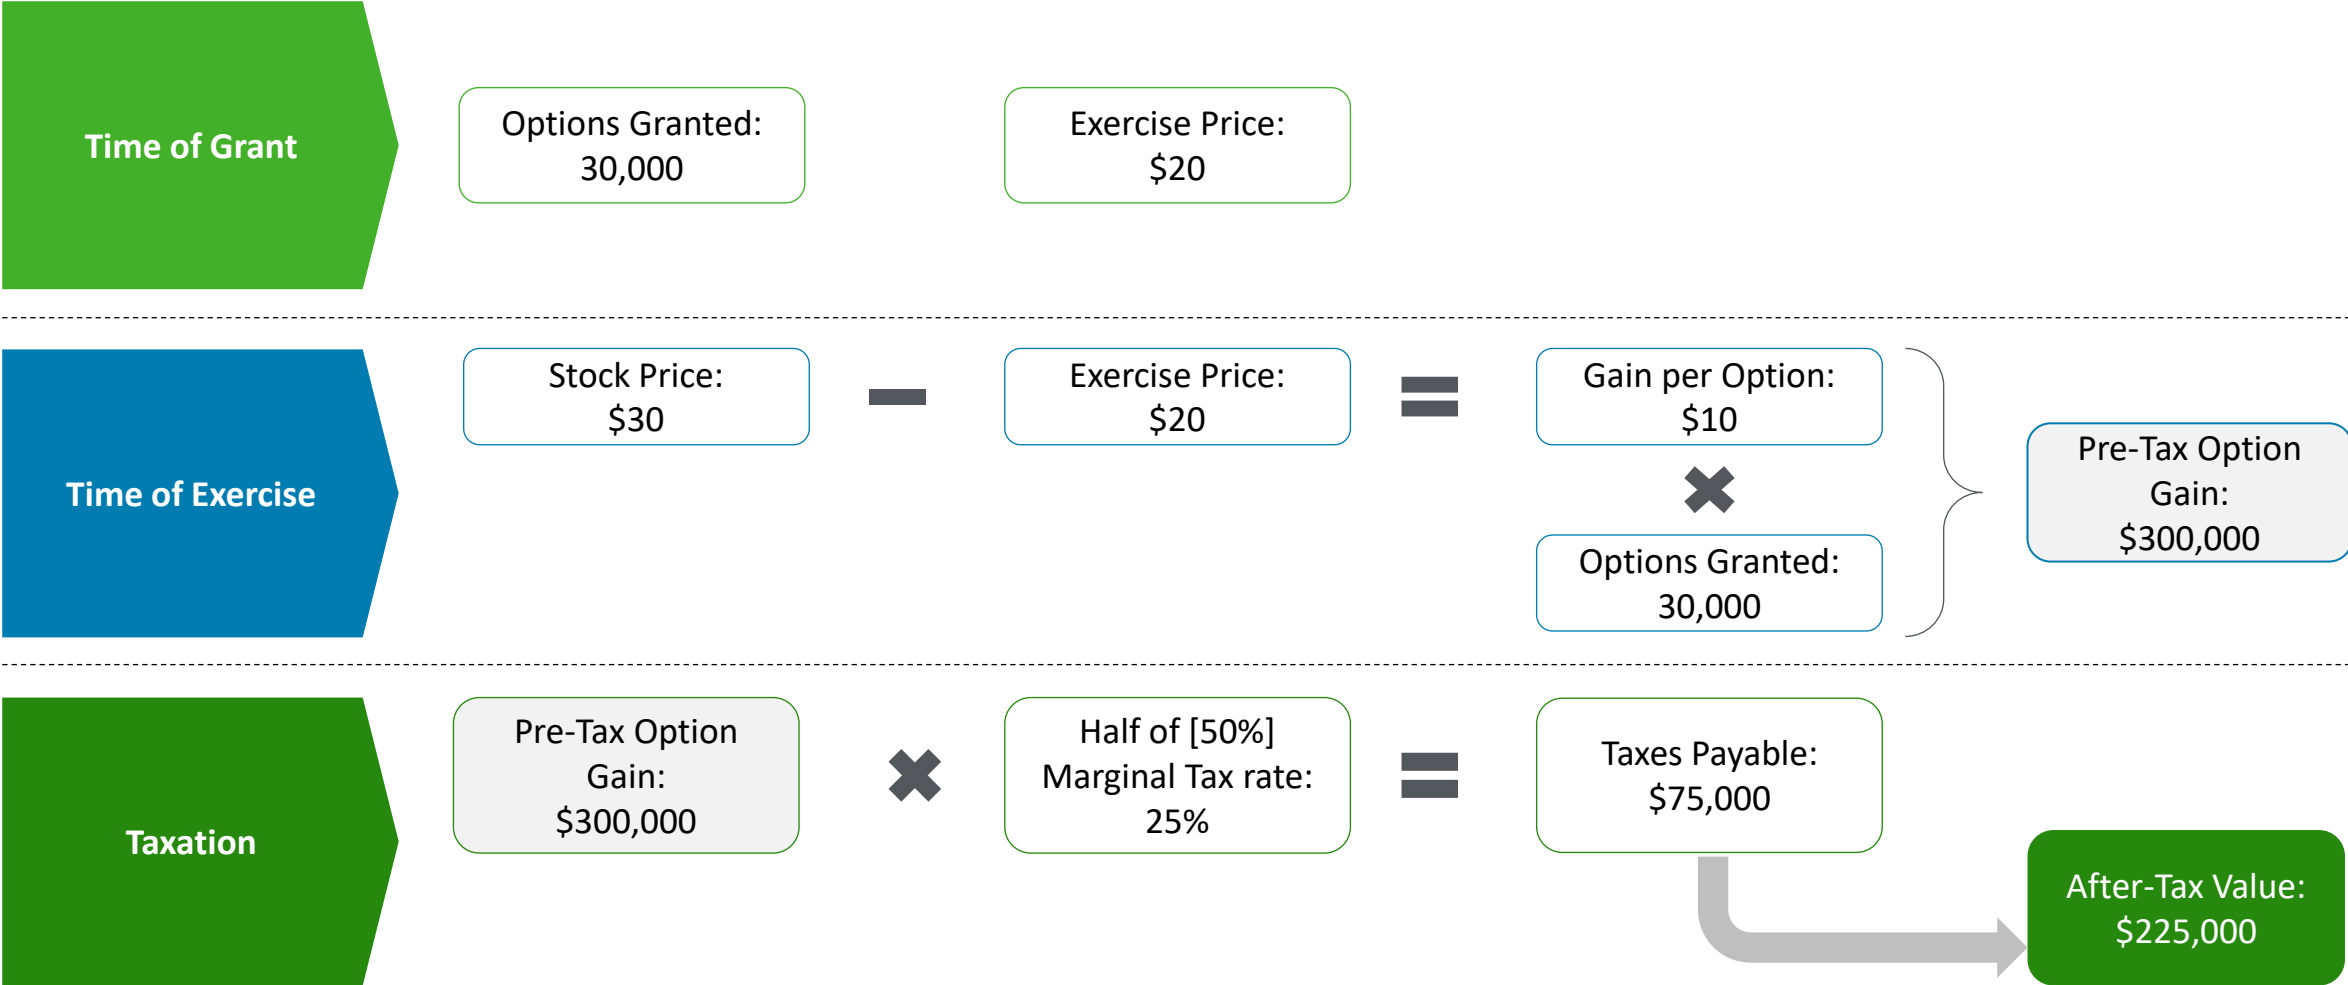 Time of Grant
Options Granted:
30,000
Exercise Price:
$20
Time of Exercise
Stock Price:
$30
Exercise Price:
$20
Gain per Option:
$10
Options Granted:
30,000
Pre-Tax Option
Gain:
$300,000
Taxation
Pre-Tax Option
Gain:
$300,000
Half of [50%]
Marginal Tax rate:
25%
Taxes Payable:
$75,000
After-Tax Value:
$225,000